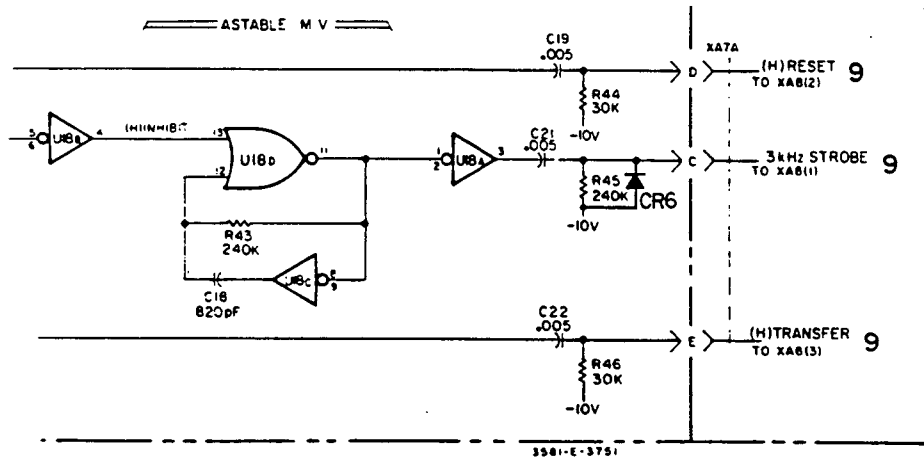 ASTABLE MV
C19
.005
XA7A
D
(H)RESET 9
TO XA8(2)
R44
30K
-10V
5
6
U18B
4
(H)INHIBIT
13
U18D
11
12
1
2
U18A
3
C21
.005
C
3kHz STROBE 9
TO XA8(1)
R45
240K
CR6
-10V
R43
240K
U18C
8
9
C18
820pF
C22
.005
E
(H)TRANSFER 9
TO XA8(3)
R46
30K
-10V
3581-E-3751